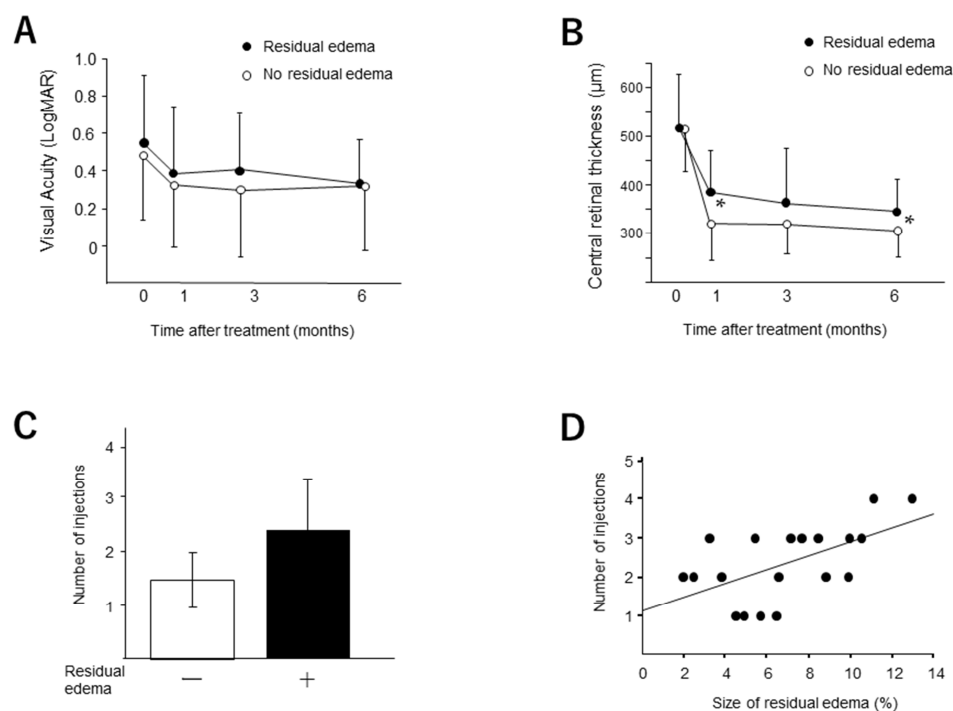 A
Residual edema
No residual edema
Visual Acuity (LogMAR)
1.0
0.8
0.6
0.4
0.2
0
0 1 3 6
Time after treatment (months)
B
Residual edema
No residual edema
Central retinal thickness (μm)
600
500
400
300
*
*
0 1 3 6
Time after treatment (months)
C
Number of injections
4
3
2
1
Residual
edema
— +
D
Number of injections
5
4
3
2
1
0 2 4 6 8 10 12 14
Size of residual edema (%)